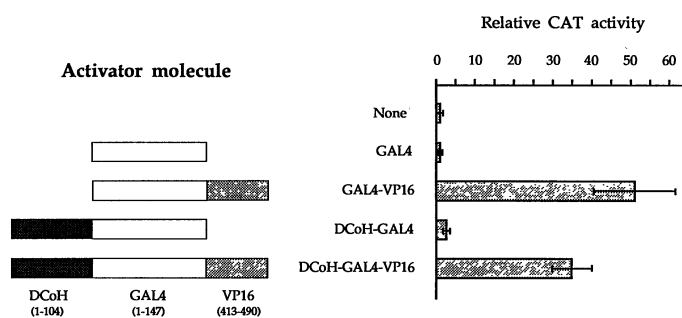 Relative CAT activity
0 10 20 30 40 50 60
Activator molecule
None
GAL4
GAL4-VP16
DCoH-GAL4
DCoH-GAL4-VP16
DCoH GAL4 VP16
(1-104) (1-147) (413-490)